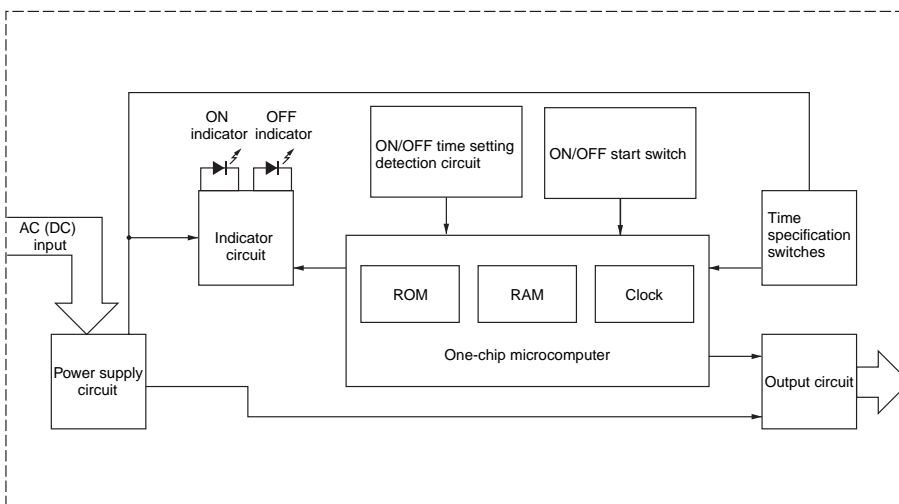 ON
indicator
OFF
indicator
ON/OFF time setting
detection circuit
ON/OFF start switch
AC (DC)
input
Indicator
circuit
Time
specification
switches
ROM
RAM
Clock
One-chip microcomputer
Power supply
circuit
Output circuit